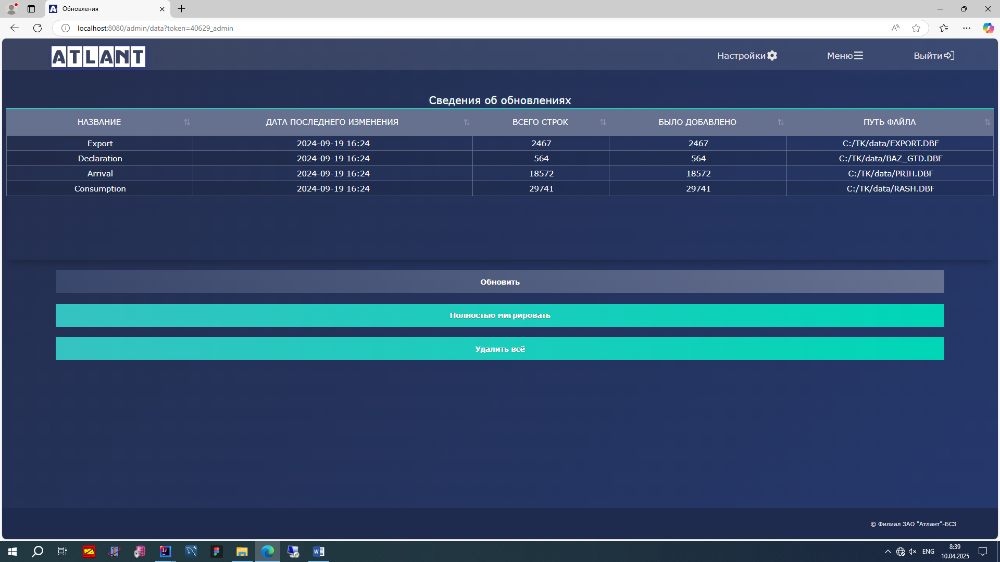 Обновления
localhost:8080/admin/data?token=40629_admin
ATLANT
Настройки
Меню
Выйти
Сведения об обновлениях
НАЗВАНИЕ ДАТА ПОСЛЕДНЕГО ИЗМЕНЕНИЯ ВСЕГО СТРОК БЫЛО ДОБАВЛЕНО ПУТЬ ФАЙЛА
Export 2024-09-19 16:24 2467 2467 C:/TK/data/EXPORT.DBF
Declaration 2024-09-19 16:24 564 564 C:/TK/data/BAZ_GTD.DBF
Arrival 2024-09-19 16:24 18572 18572 C:/TK/data/PRIH.DBF
Consumption 2024-09-19 16:24 29741 29741 C:/TK/data/RASH.DBF
Обновить
Полностью мигрировать
Удалить всё
© Филиал ЗАО "Атлант"-БСЗ
ENG
8:39
10.04.2025